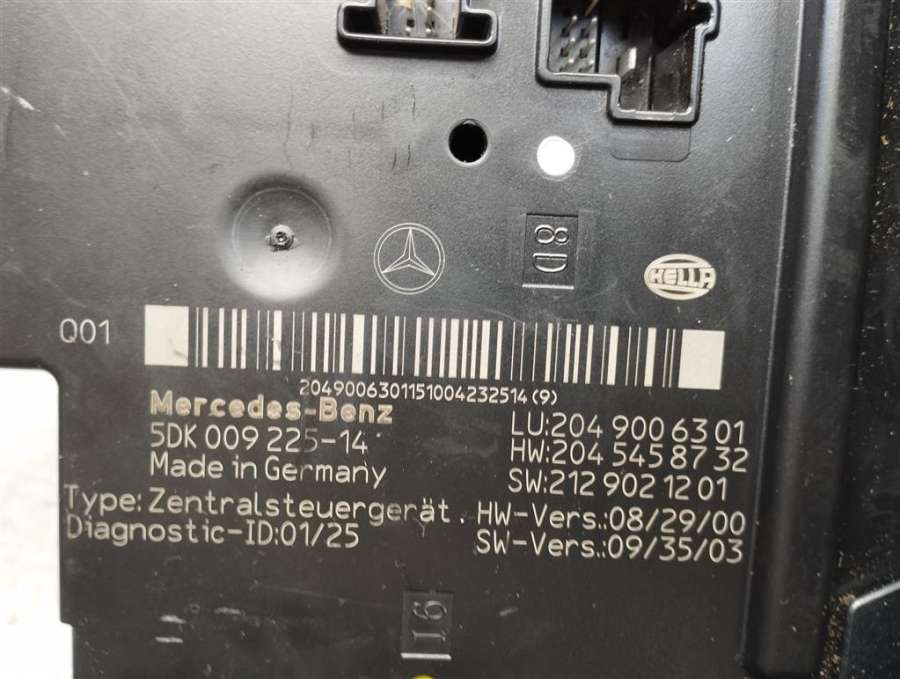 D8
HELLA
Q01
2049006301151004232514(9)
Mercedes-Benz
5DK 009 225-14
Made in Germany
LU:204 900 63 01
HW:204 545 87 32
SW:212 902 12 01
Type: Zentralsteuergerät.
Diagnostic-ID:01/25
HW-Vers.:08/29/00
SW-Vers.:09/35/03
I6